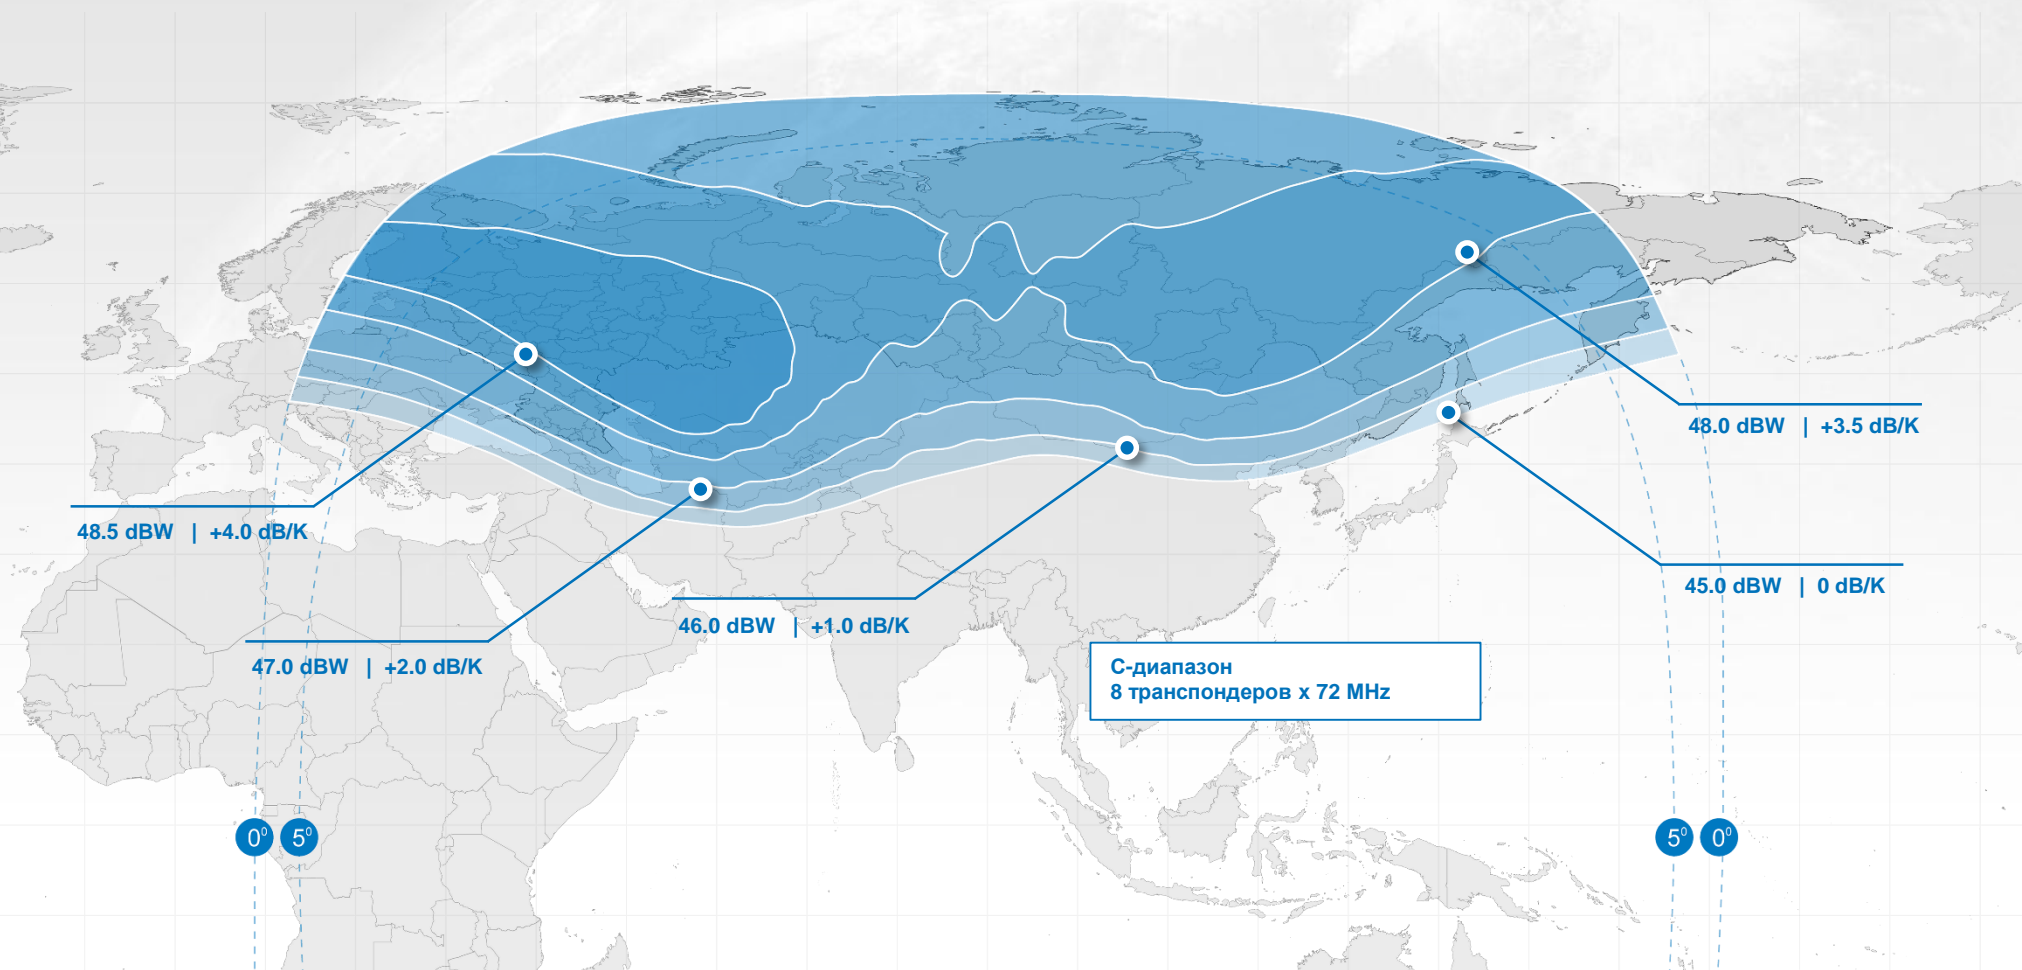 48.0 dBW | +3.5 dB/K
48.5 dBW | +4.0 dB/K
45.0 dBW | 0 dB/K
46.0 dBW | +1.0 dB/K
47.0 dBW | +2.0 dB/K
С-диапазон
8 транспондеров x 72 MHz
0⁰ 5⁰ 5⁰ 0⁰